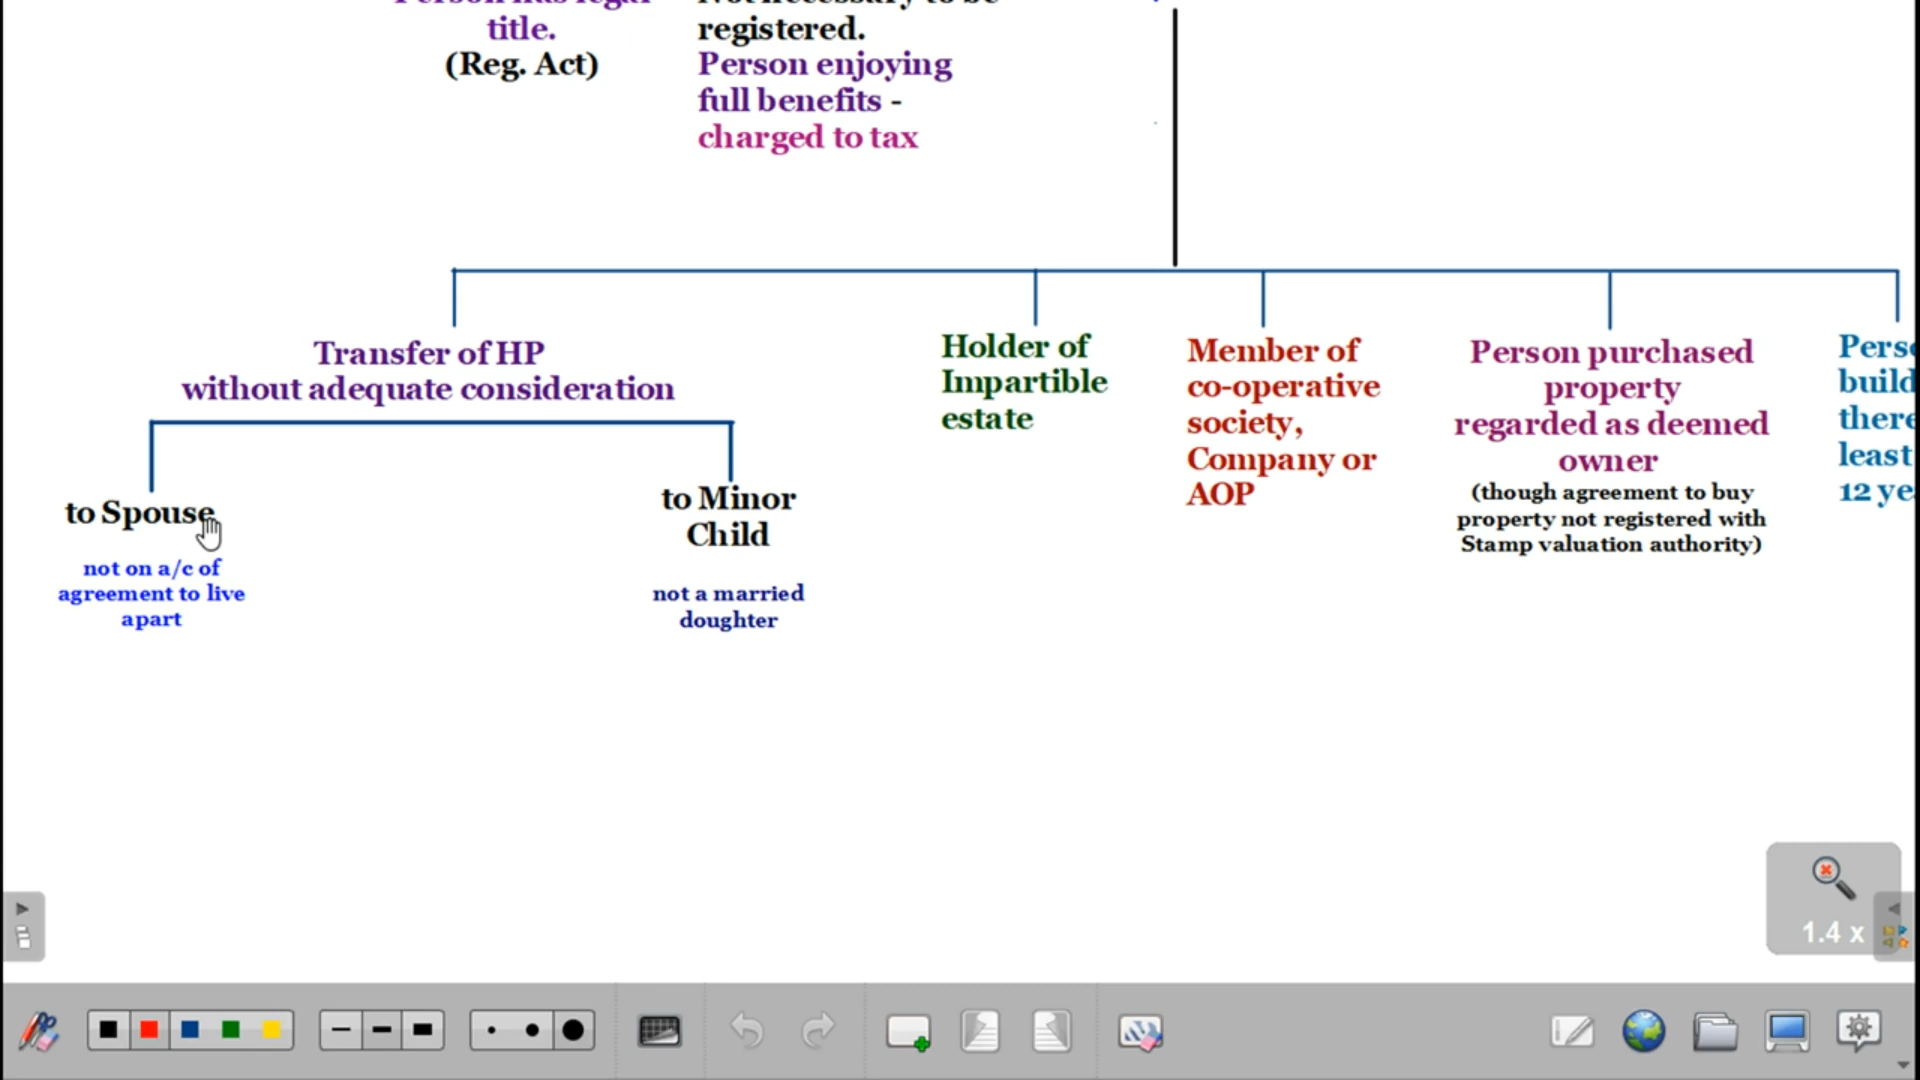 title.
(Reg. Act)
registered.
Person enjoying
full benefits -
charged to tax
Transfer of HP
without adequate consideration
to Spouse
not on a/c of
agreement to live
apart
to Minor
Child
not a married
doughter
Holder of
Impartible
estate
Member of
co-operative
society,
Company or
AOP
Person purchased
property
regarded as deemed
owner
(though agreement to buy
property not registered with
Stamp valuation authority)
least
12
1.4 x